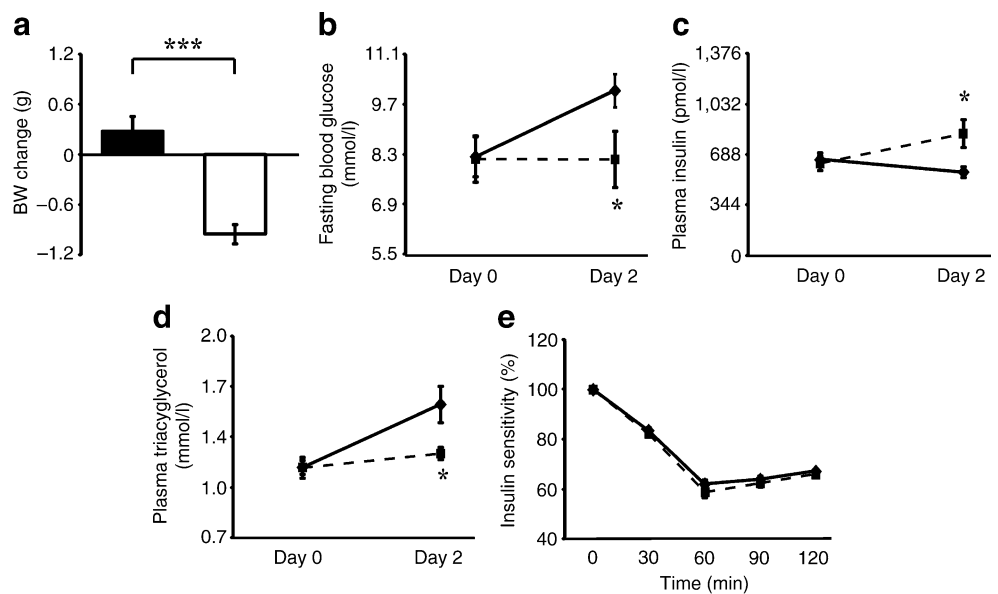 a
BW change (g)
1.2
0.6
0
−0.6
−1.2
***
b
Fasting blood glucose
(mmol/l)
11.1
9.7
8.3
6.9
5.5
*
Day 0
Day 2
c
Plasma insulin (pmol/l)
1,376
1,032
688
344
0
*
Day 0
Day 2
d
Plasma triacyglycerol
(mmol/l)
2.0
1.7
1.4
1.0
0.7
*
Day 0
Day 2
e
Insulin sensitivity (%)
120
100
80
60
40
0
30
60
90
120
Time (min)